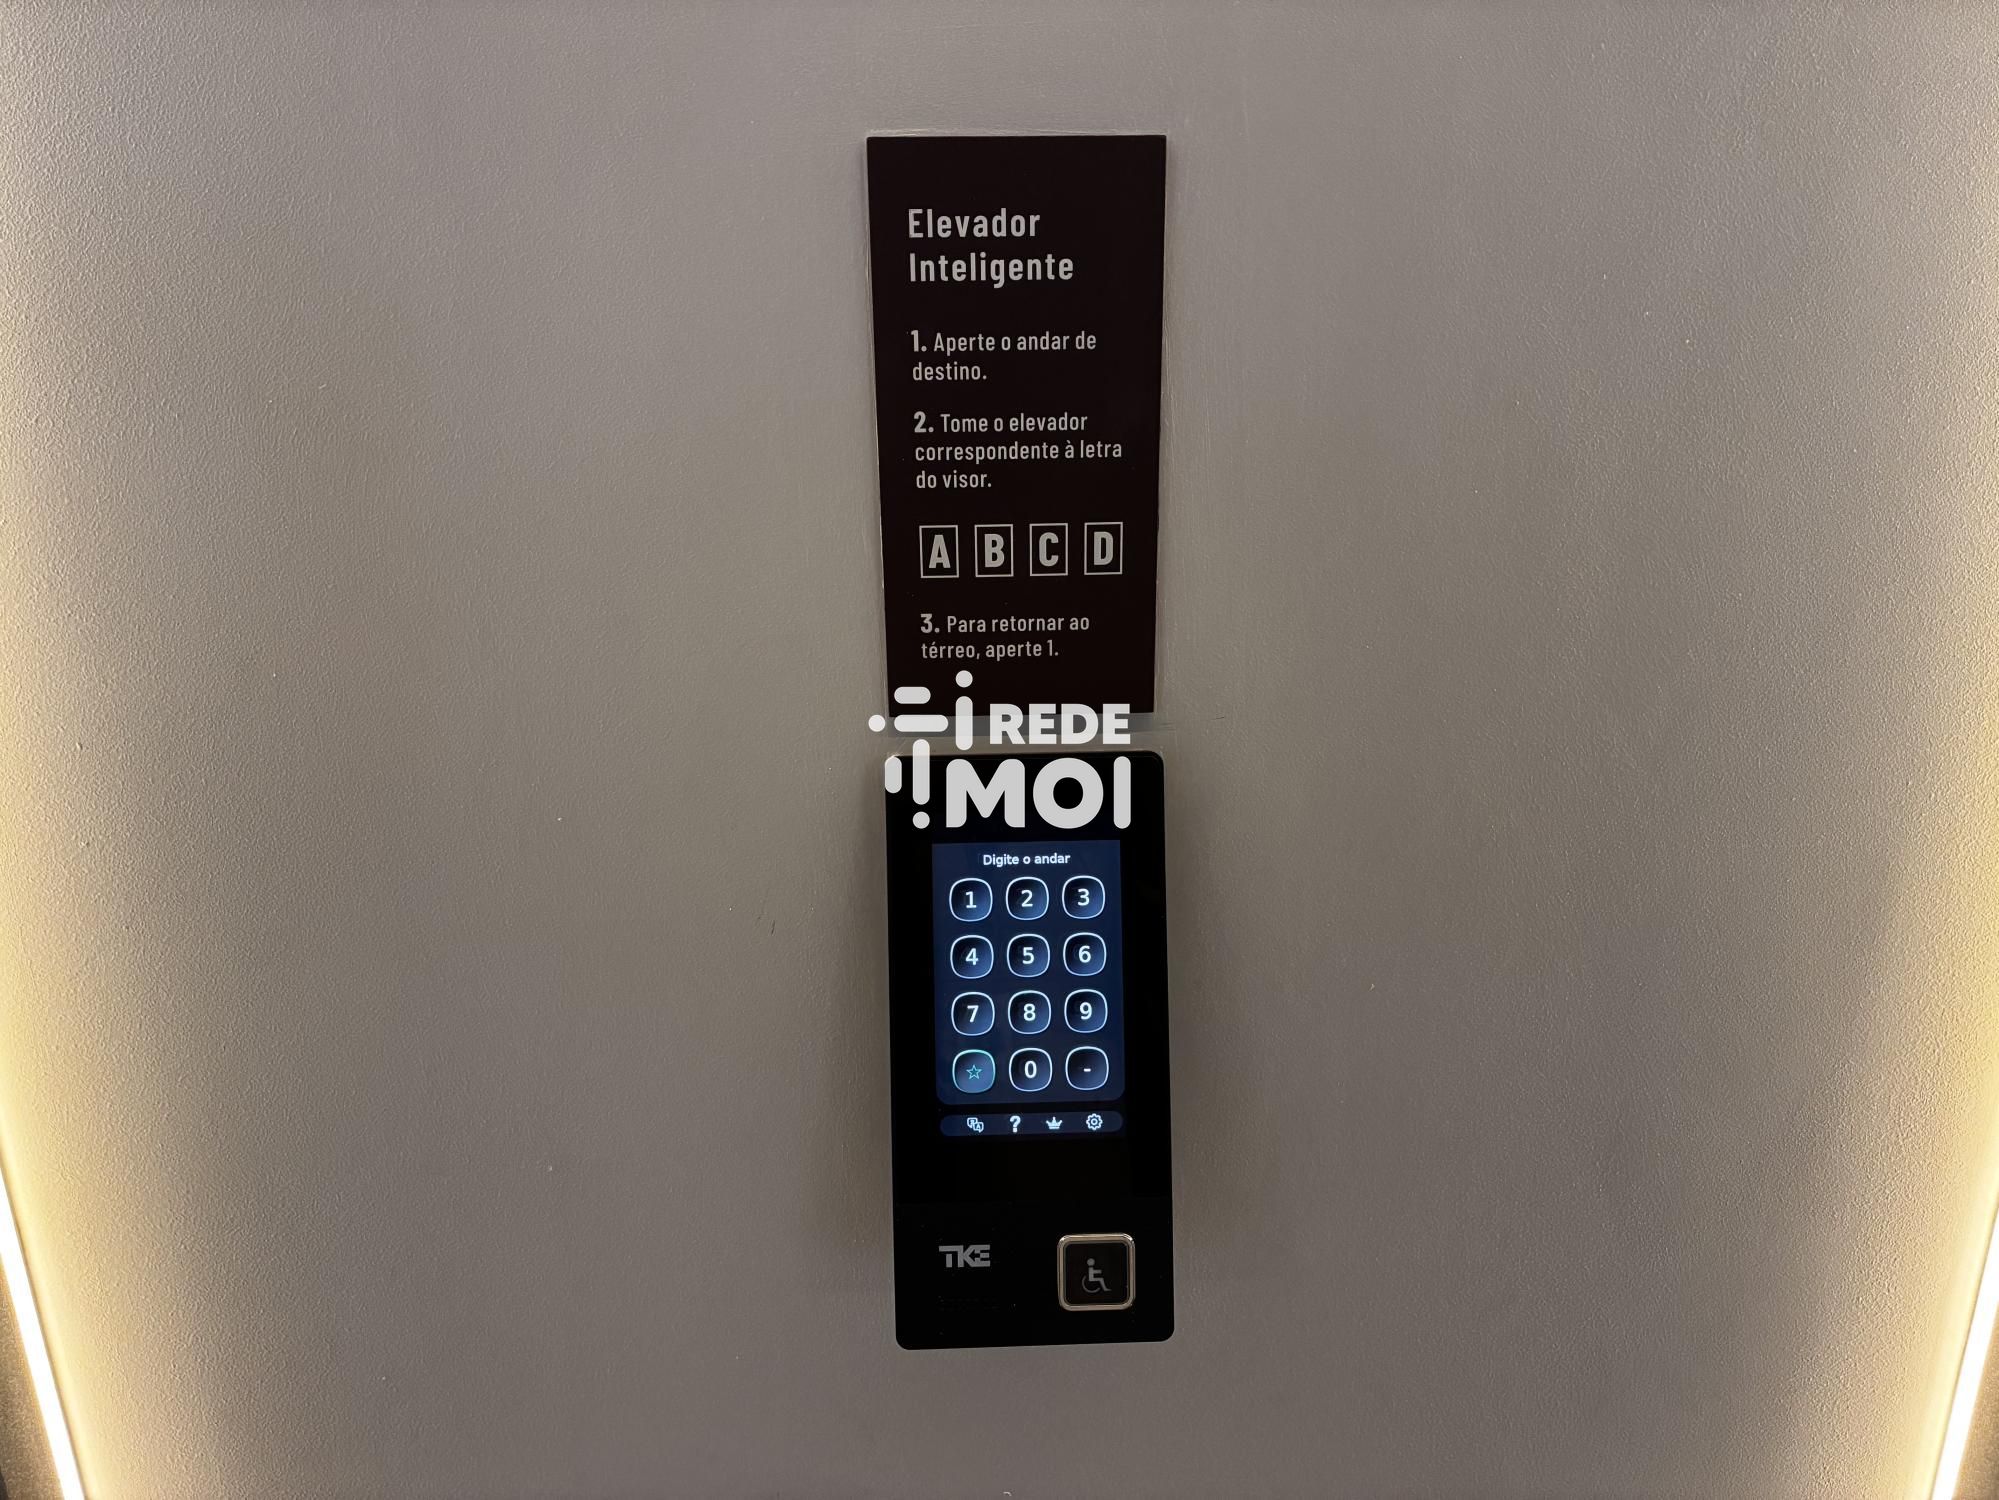 Elevador
Inteligente
1. Aperte o andar de
destino.
2. Tome o elevador
correspondente à letra
do visor.
A B C D
3. Para retornar ao
térreo, aperte 1.
REDE
MOI
Digite o andar
1 2 3
4 5 6
7 8 9
☆ 0 -
?
TKE